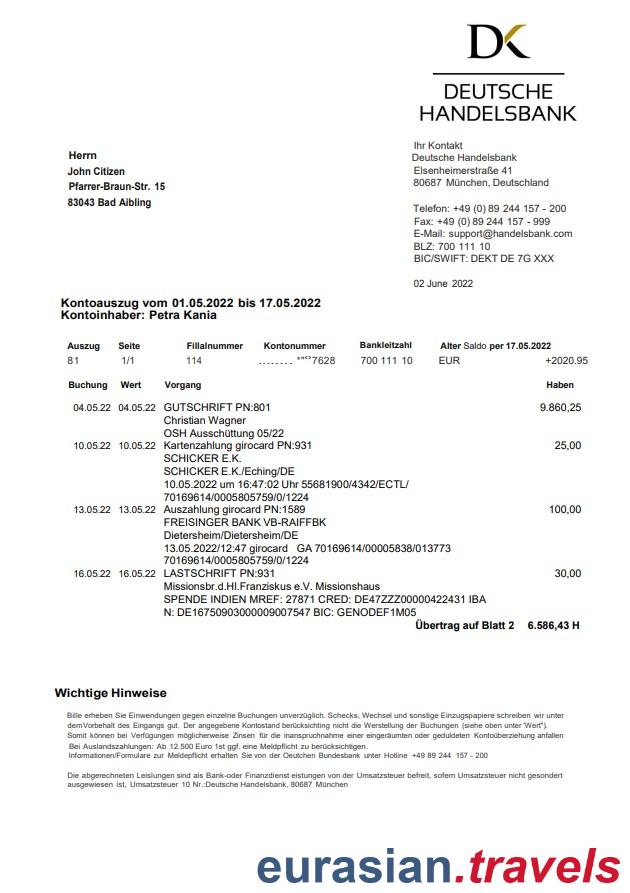 DK
DEUTSCHE
HANDELSBANK
Herrn
John Citizen
Pfarrer-Braun-Str. 15
83043 Bad Aibling
Ihr Kontakt
Deutsche Handelsbank
Elsenheimerstraße 41
80687 München, Deutschland
Telefon: +49 (0) 89 244 157 - 200
Fax: +49 (0) 89 244 157 - 999
E-Mail: support@handelsbank.com
BLZ: 700 111 10
BIC/SWIFT: DEKT DE 7G XXX
02 June 2022
Kontoauszug vom 01.05.2022 bis 17.05.2022
Kontoinhaber: Petra Kania
Auszug Seite Fillalnummer Kontonummer Bankleitzahl Alter Saldo per 17.05.2022
81 1/1 114 7628 700 111 10 EUR +2020.95
Buchung Wert Vorgang Haben
04.05.22 04.05.22 GUTSCHRIFT PN:801 9.860,25
Christian Wagner
OSH Ausschüttung 05/22
10.05.22 10.05.22 Kartenzahlung girocard PN:931 25,00
SCHICKER E.K.
SCHICKER E.K./Eching/DE
10.05.2022 um 16:47:02 Uhr 55681900/4342/ECTL/
70169614/0005805759/0/1224
13.05.22 13.05.22 Auszahlung girocard PN:1589 100,00
FREISINGER BANK VB-RAIFFBK
Dietersheim/Dietersheim/DE
13.05.2022/12:47 girocard GA 70169614/00005838/013773
70169614/0005805759/0/1224
16.05.22 16.05.22 LASTSCHRIFT PN:931 30,00
Missionsbr.d.Hl.Franziskus e.V. Missionshaus
SPENDE INDIEN MREF: 27871 CRED: DE47ZZZ00000422431 IBA
N: DE16750903000009007547 BIC: GENODEF1M05
Übertrag auf Blatt 2 6.586,43 H
Wichtige Hinweise
Bille erheben Sie Einwendungen gegen einzelne Buchungen unverzüglich. Schecks, Wechsel und sonstige Einzugspapiere schreiben wir unter
demVorbehalt des Eingangs gut. Der angegebene Kontostand berücksichting nicht die Werstellung der Buchungen (siehe oben unter'Wert").
Somit können bei Verfügungen möglicherweise Zinsen für die inanspruchnahme einer eingeräumten oder geduldeten Kontoüberziehung anfallen
Bei Auslandszahlungen: Ab 12.500 Euro 1st ggf. eine Meldpflicht zu berücksichtigen.
Informationen/Formulare zur Meldepflicht erhalten Sie von der Oeutchen Bundesbank unter Hotline +49 89 244 157 - 200
Die abgerechneten Leislungen sind als Bank-oder Finanzdienst eistungen von der Umsatzsteuer befreit, sofern Umsatzsteuer nicht gesondert
ausgewiesen ist, Umsatzsteuer 10 Nr.:Deutsche Handelsbank, 80687 München
eurasian.travels